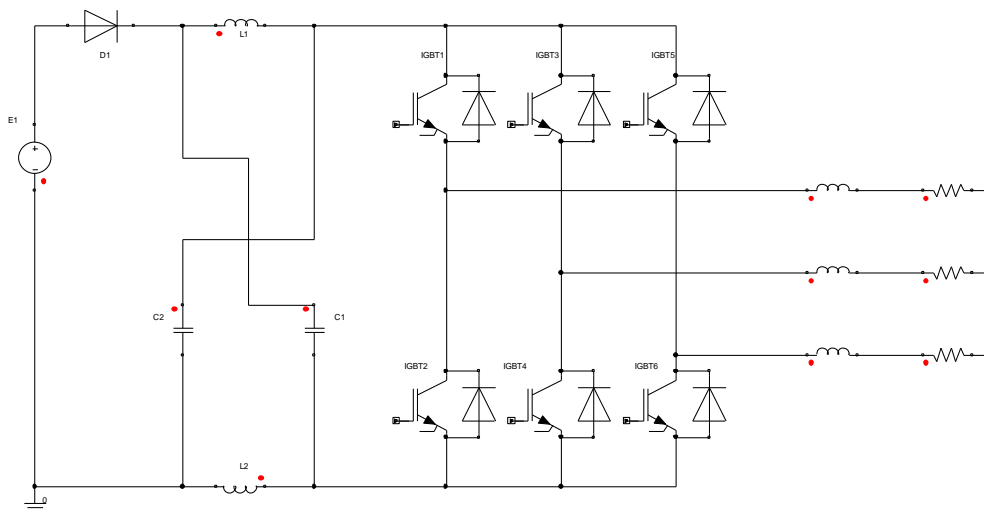 L1
D1
IGBT1
IGBT3
IGBT5
E1
+
−
C2
C1
IGBT2
IGBT4
IGBT6
L2
0